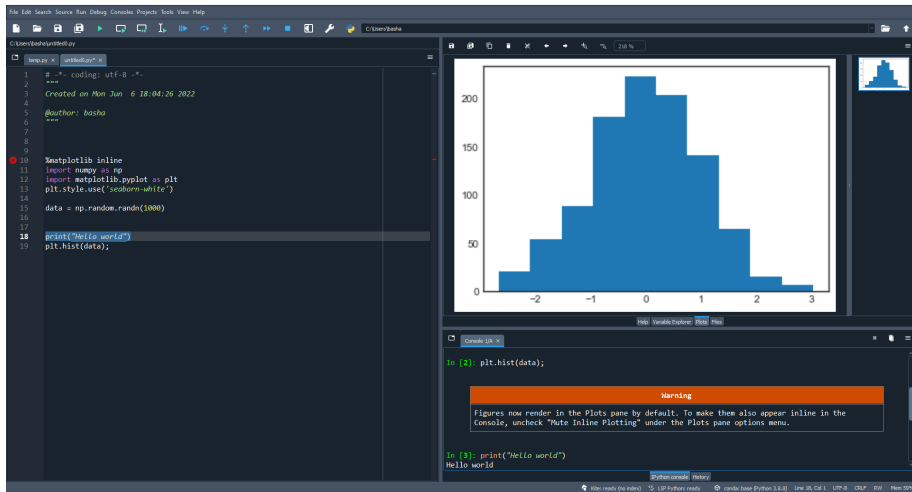 File Edit Search Source Run Debug Consoles Projects Tools View Help
C:\Users\basha
C:\Users\basha\untitled0.py
temp.py untitled0.py*
1 # -*- coding: utf-8 -*-
2 """
3 Created on Mon Jun 6 18:04:26 2022
4
5 @author: basha
6 """
7
8
9
10 %matplotlib inline
11 import numpy as np
12 import matplotlib.pyplot as plt
13 plt.style.use('seaborn-white')
14
15 data = np.random.randn(1000)
16
17
18 print("Hello world")
19 plt.hist(data);
238 %
200
150
100
50
0
−2 −1 0 1 2 3
Help Variable Explorer Plots Files
Console 1/A
In [2]: plt.hist(data);
Warning
Figures now render in the Plots pane by default. To make them also appear inline in the
Console, uncheck "Mute Inline Plotting" under the Plots pane options menu.
In [3]: print("Hello world")
Hello world
IPython console History
Kite: ready (no index) LSP Python: ready conda: base (Python 3.8.8) Line 18, Col 1 UTF-8 CRLF RW Mem 59%